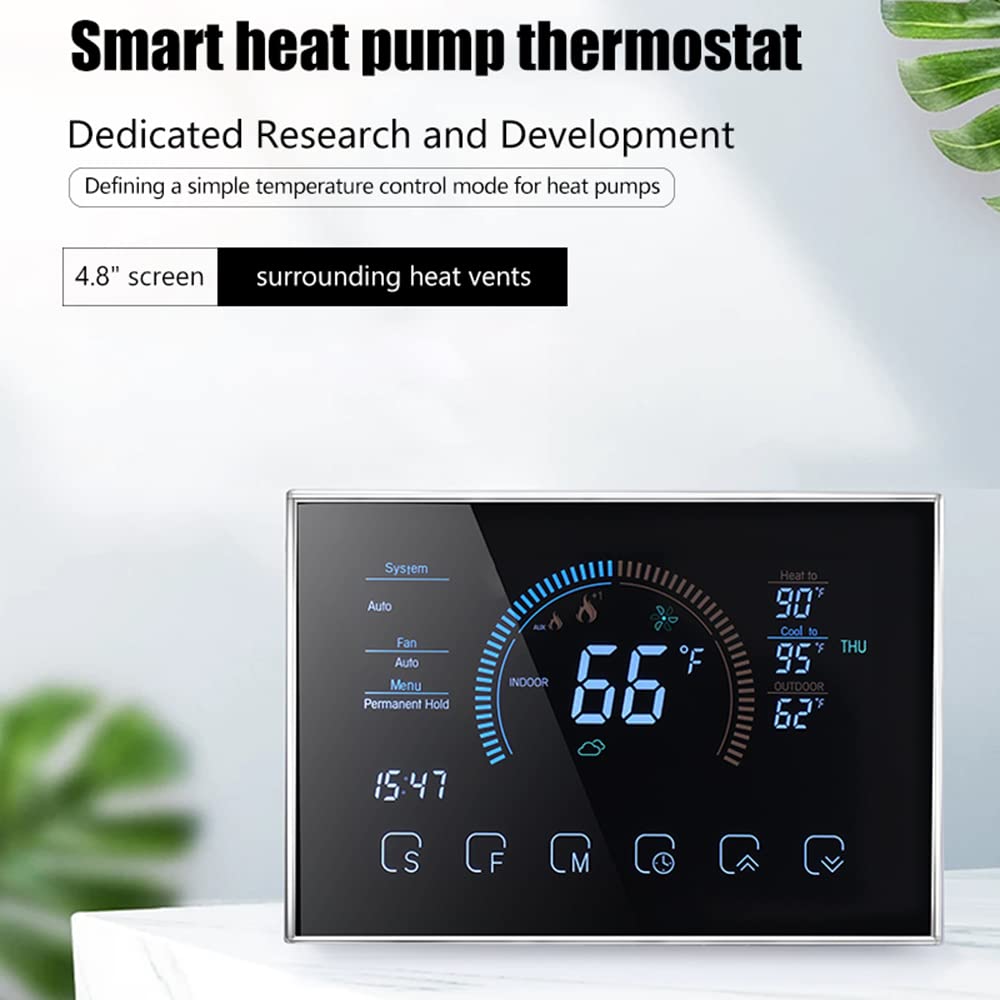 Smart heat pump thermostat
Dedicated Research and Development
Defining a simple temperature control mode for heat pumps
4.8" screen
surrounding heat vents
System
Auto
Fan
Auto
Menu
Permanent Hold
15:47
AUX
+1
INDOOR
66°F
Heat to
90°F
Cool to
95°F
THU
OUTDOOR
62°F
S
F
M